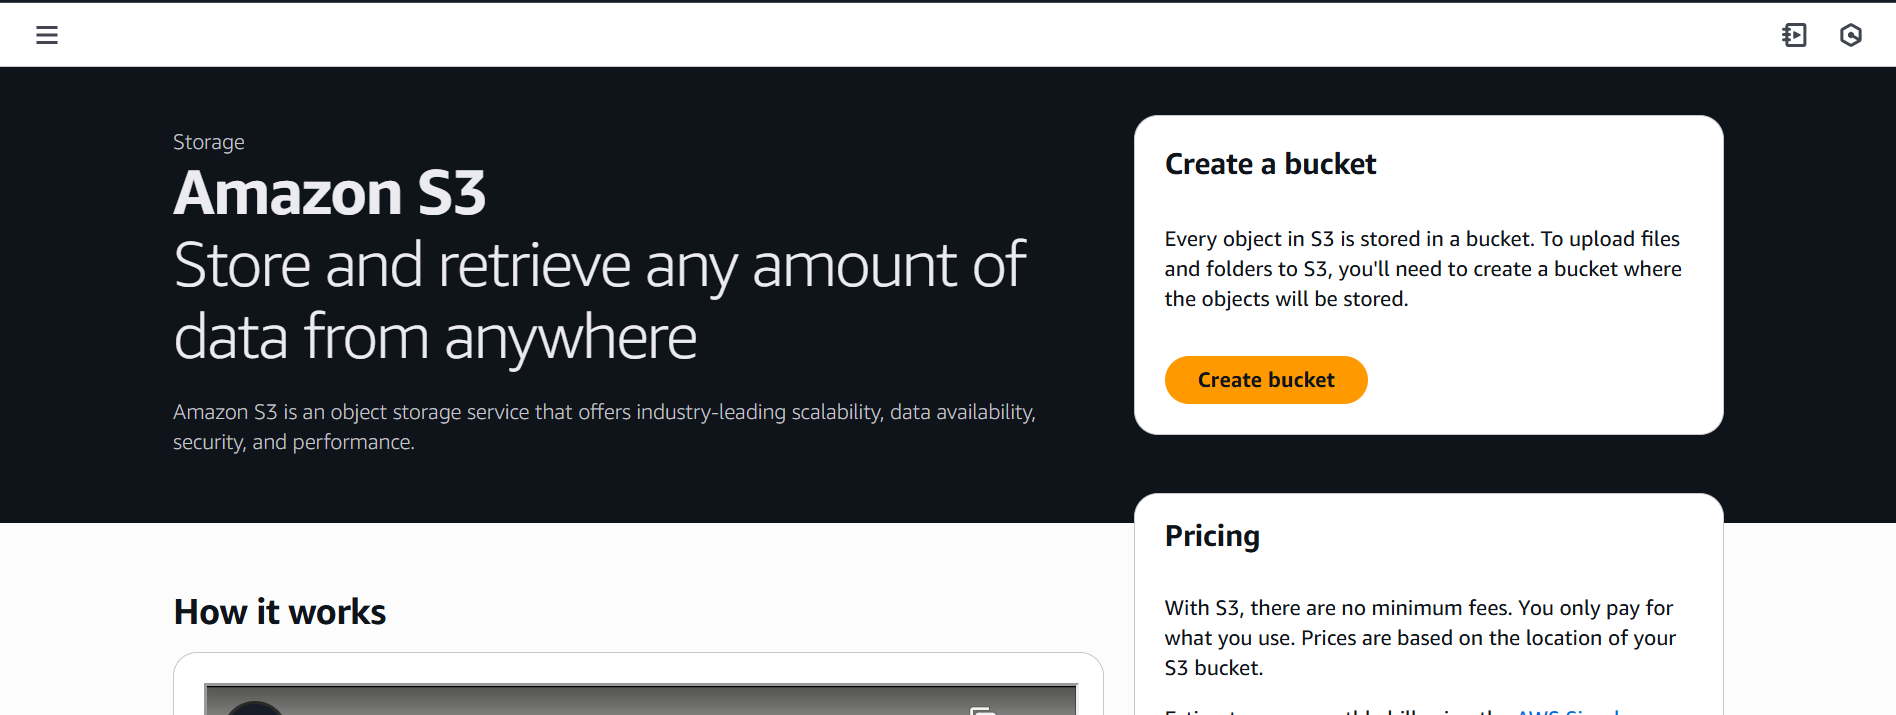 Storage
Amazon S3
Store and retrieve any amount of
data from anywhere
Amazon S3 is an object storage service that offers industry-leading scalability, data availability,
security, and performance.
Create a bucket
Every object in S3 is stored in a bucket. To upload files
and folders to S3, you'll need to create a bucket where
the objects will be stored.
Create bucket
How it works
Pricing
With S3, there are no minimum fees. You only pay for
what you use. Prices are based on the location of your
S3 bucket.